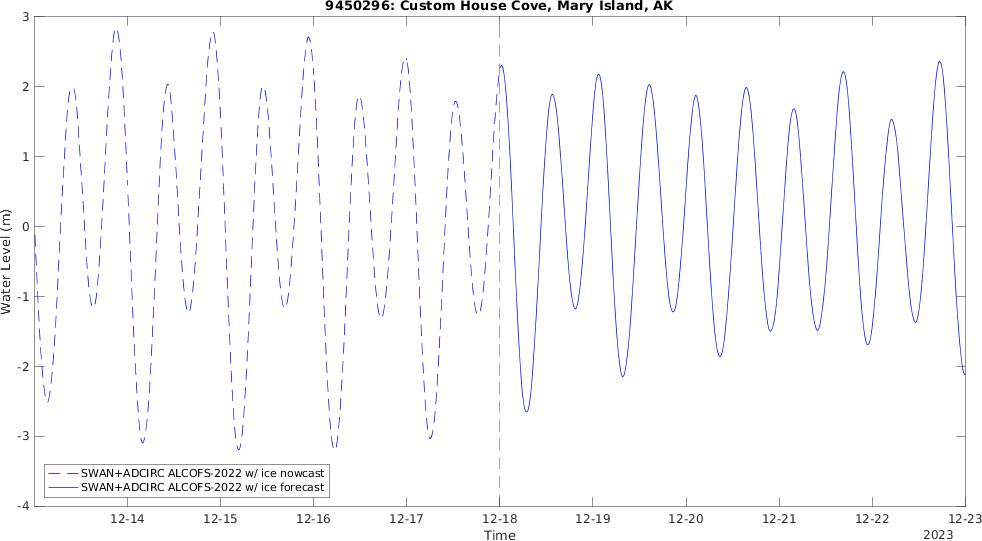 9450296: Custom House Cove, Mary Island, AK
Water Level (m)
3
2
1
0
-1
-2
-3
-4
SWAN+ADCIRC ALCOFS-2022 w/ ice nowcast
SWAN+ADCIRC ALCOFS-2022 w/ ice forecast
12-14 12-15 12-16 12-17 12-18 12-19 12-20 12-21 12-22 12-23
Time
2023